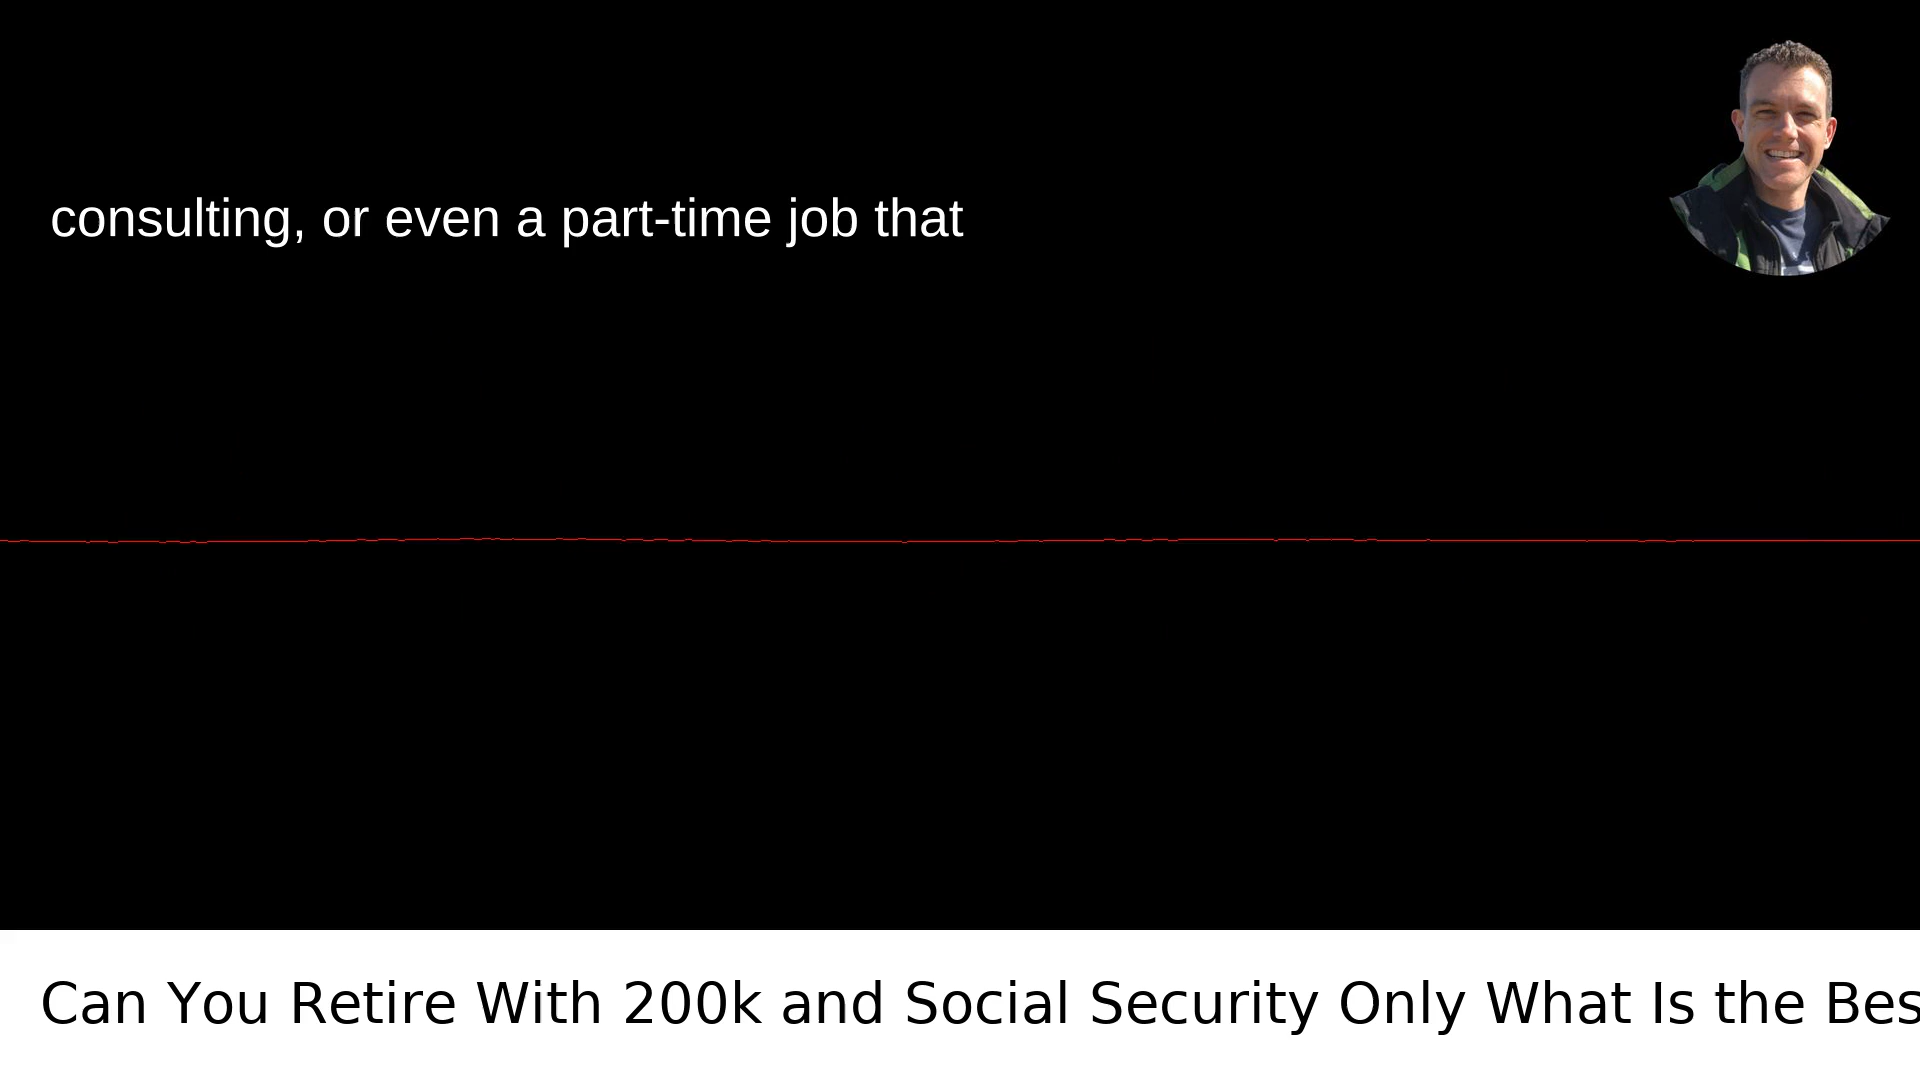 consulting, or even a part-time job that
Can You Retire With 200k and Social Security Only What Is the Bes